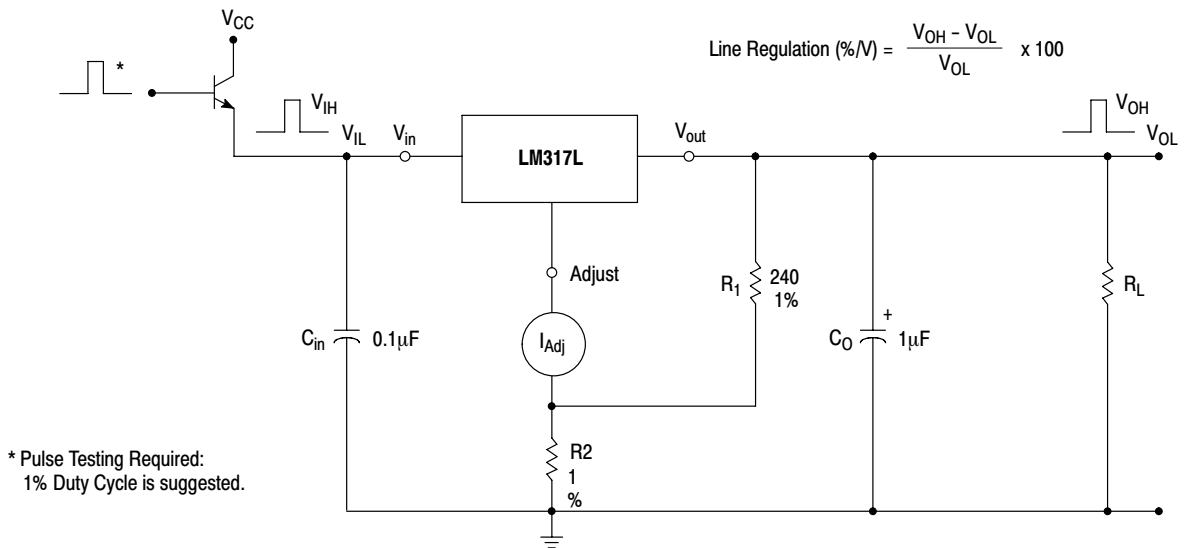 V_CC
Line Regulation (%/V) = (V_OH – V_OL) / V_OL x 100
*
V_IH
V_IL
V_in
LM317L
V_out
V_OH
V_OL
Adjust
R_1
240
1%
R_L
C_in
0.1µF
I_Adj
C_O
+
1µF
* Pulse Testing Required:
1% Duty Cycle is suggested.
R2
1
%